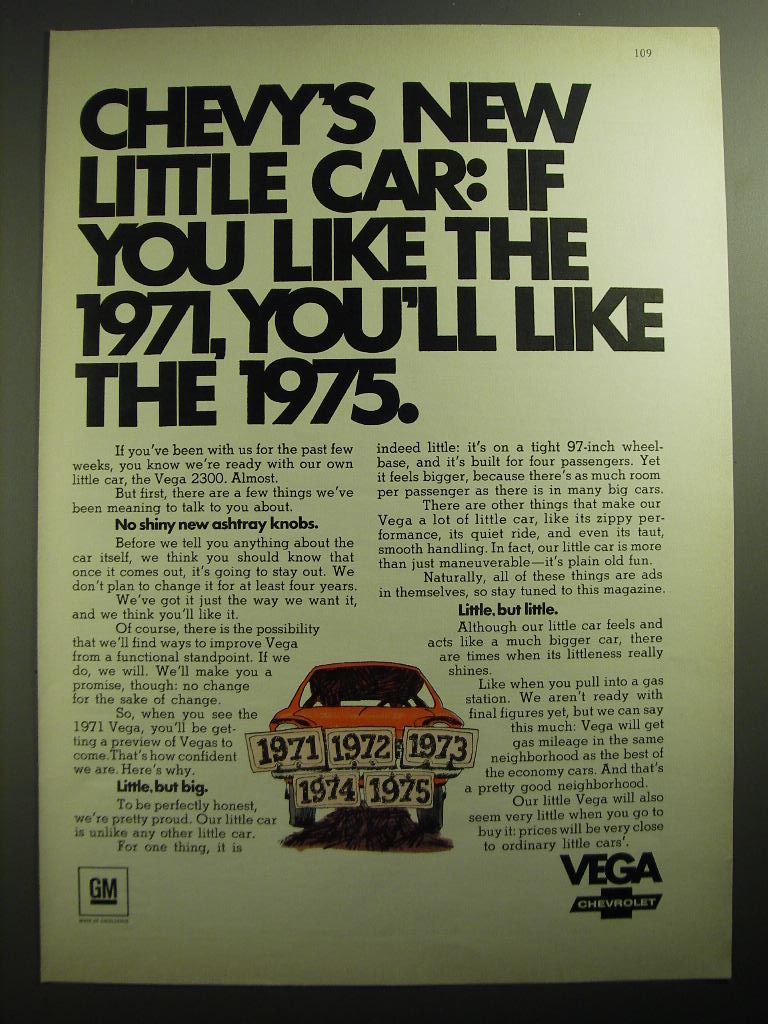 109
CHEVY'S NEW
LITTLE CAR: IF
YOU LIKE THE
1971, YOU'LL LIKE
THE 1975.
If you've been with us for the past few
weeks, you know we're ready with our own
little car, the Vega 2300. Almost.
But first, there are a few things we've
been meaning to talk to you about.
No shiny new ashtray knobs.
Before we tell you anything about the
car itself, we think you should know that
once it comes out, it's going to stay out. We
don't plan to change it for at least four years.
We've got it just the way we want it,
and we think you'll like it.
Of course, there is the possibility
that we'll find ways to improve Vega
from a functional standpoint. If we
do, we will. We'll make you a
promise, though: no change
for the sake of change.
So, when you see the
1971 Vega, you'll be get-
ting a preview of Vegas to
come. That's how confident
we are. Here's why.
Little, but big.
To be perfectly honest,
we're pretty proud. Our little car
is unlike any other little car.
For one thing, it is
indeed little: it's on a tight 97-inch wheel-
base, and it's built for four passengers. Yet
it feels bigger, because there's as much room
per passenger as there is in many big cars.
There are other things that make our
Vega a lot of little car, like its zippy per-
formance, its quiet ride, and even its taut,
smooth handling. In fact, our little car is more
than just maneuverable—it's plain old fun.
Naturally, all of these things are ads
in themselves, so stay tuned to this magazine.
Little, but little.
Although our little car feels and
acts like a much bigger car, there
are times when its littleness really
shines.
Like when you pull into a gas
station. We aren't ready with
final figures yet, but we can say
this much: Vega will get
gas mileage in the same
neighborhood as the best of
the economy cars. And that's
a pretty good neighborhood.
Our little Vega will also
seem very little when you go to
buy it: prices will be very close
to ordinary little cars'.
1971 1972 1973
1974 1975
GM
MARK OF EXCELLENCE
VEGA
CHEVROLET